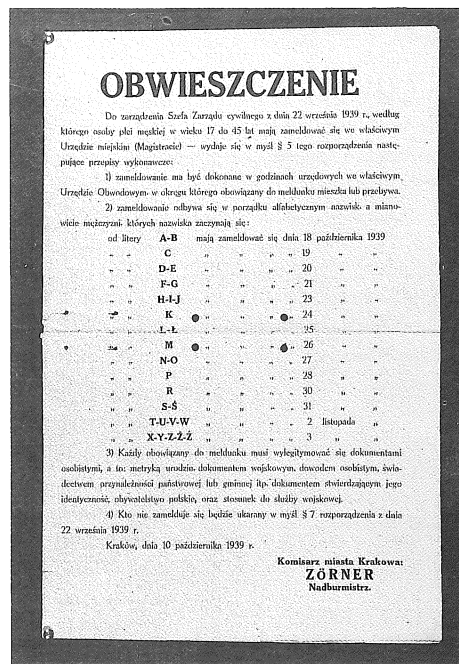 OBWIESZCZENIE
Do zarządzenia Szefa Zarządu cywilnego z dnia 22 września 1939 r., według
którego osoby płci męskiej w wieku 17 do 45 lat mają zameldować się we właściwym
Urzędzie miejskim (Magistracie) — wydaje się w myśl § 5 tego rozporządzenia nastę-
pujące przepisy wykonawcze:
1) zameldowanie ma być dokonane w godzinach urzędowych we właściwym
Urzędzie Obwodowym, w okręgu którego obowiązany do meldunku mieszka lub przebywa.
2) zameldowanie odbywa się w porządku alfabetycznym nazwisk, a miano-
wicie mężczyzni, których nazwiska zaczynają się:
od litery A-B mają zameldować się dnia 18 października 1939
„ „ C „ „ „ „ 19 „ „
„ „ D-E „ „ „ „ 20 „ „
„ „ F-G „ „ „ „ 21 „ „
„ „ H-I-J „ „ „ „ 23 „ „
„ „ K „ „ „ 24 „ „
„ „ L-Ł „ „ „ „ 25 „ „
„ „ M „ „ „ 26 „ „
„ „ N-O „ „ „ „ 27 „ „
„ „ P „ „ „ „ 28 „ „
„ „ R „ „ „ „ 30 „ „
„ „ S-Ś „ „ „ „ 31 „ „
„ „ T-U-V-W „ „ „ „ 2 listopada „
„ „ X-Y-Z-Ź-Ż „ „ „ „ 3 „ „
3) Każdy obowiązany do meldunku musi wylegitymować się dokumentami
osobistymi, a to: metryką urodzin, dokumentem wojskowym, dowodem osobistym, świa-
dectwem przynależności państwowej lub gminnej itp. dokumentem stwierdzającym jego
identyczność, obywatelstwo polskie, oraz stosunek do służby wojskowej.
4) Kto nie zamelduje się będzie ukarany w myśl § 7 rozporządzenia z dnia
22 września 1939 r.
Kraków, dnia 10 października 1939 r.
Komisarz miasta Krakowa:
ZÖRNER
Nadburmistrz.